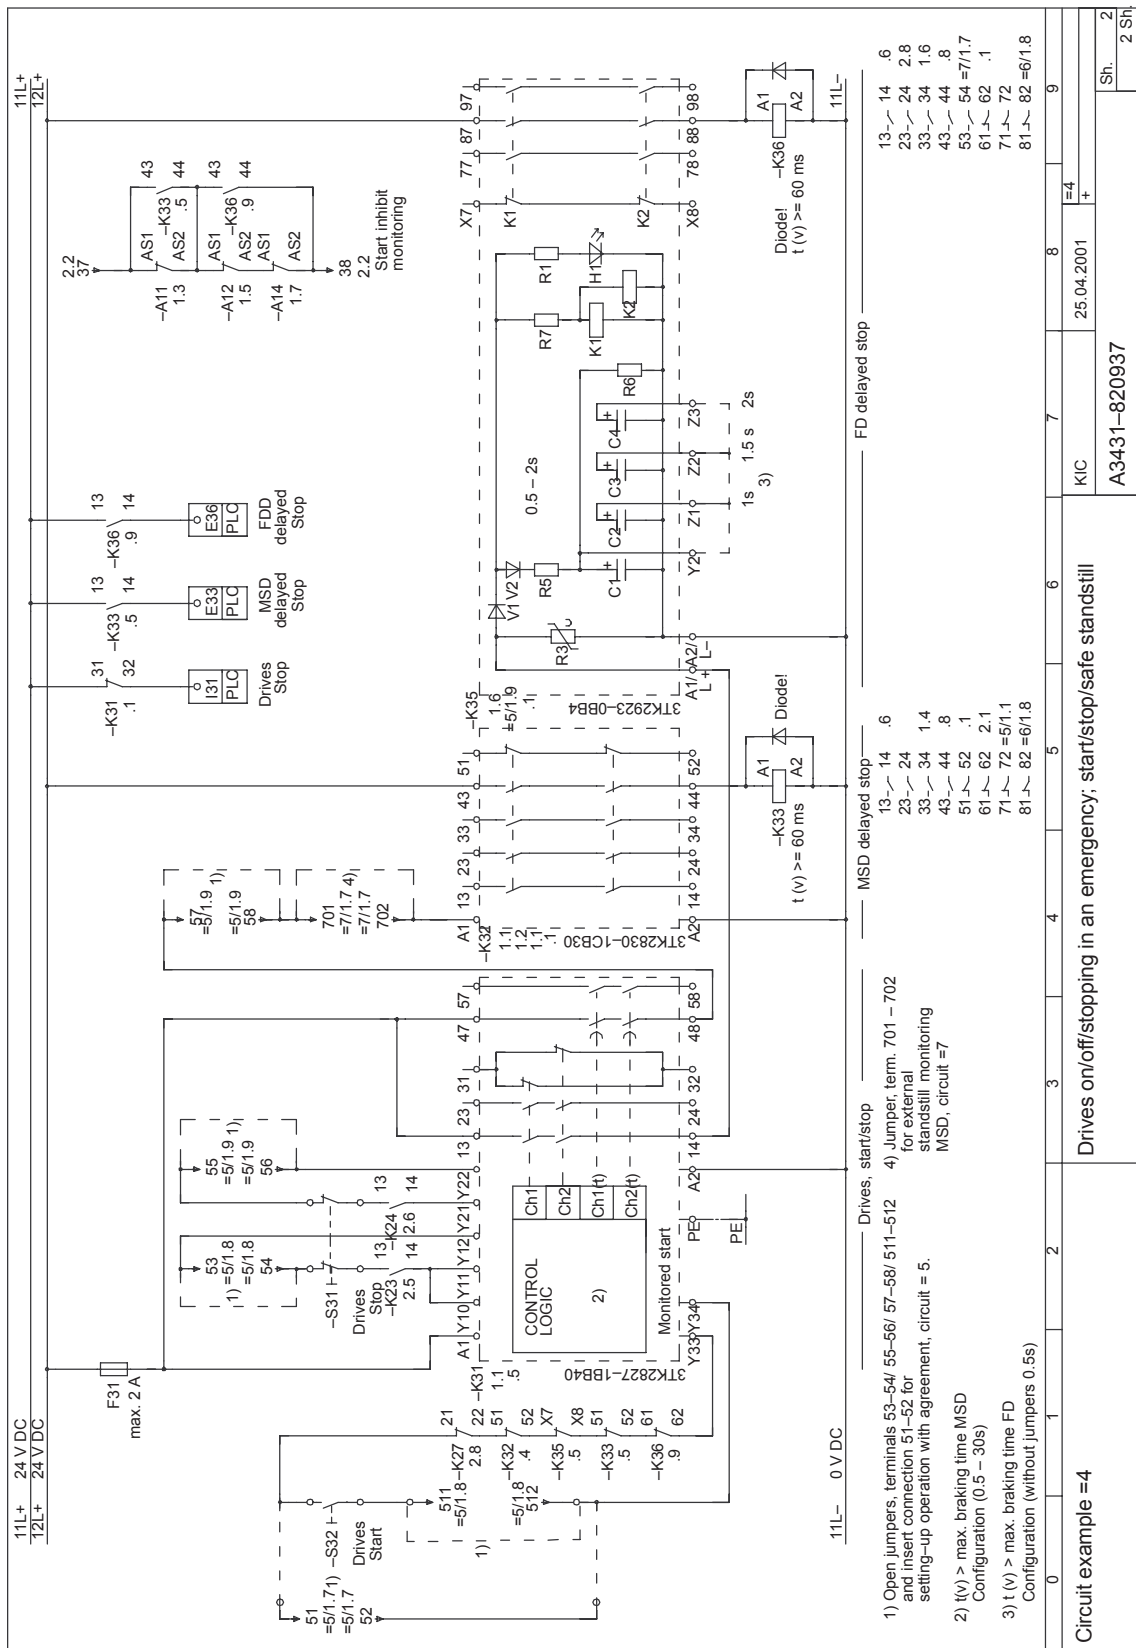 11L+ 24 V DC
12L+ 24 V DC
11L+
12L+
F31
max. 2 A
51
=5/1.71)
=5/1.7
52
–S32
Drives
Start
511
=5/1.8
=5/1.8
512
1)
–K27
2.8
21
22
–K32
.4
51
52
–K35
.5
X7
X8
–K33
.5
51
52
–K36
.9
61
62
53
1) =5/1.8
=5/1.8
54
–S31
Drives
Stop
–K23
2.5
13
14
–K24
2.6
13
14
55
=5/1.9 1)
=5/1.9
56
57
=5/1.9 1)
=5/1.9
58
701
=7/1.7 4)
=7/1.7
702
–K31
.1
31
32
I31
PLC
Drives
Stop
–K33
.5
13
14
E33
PLC
MSD
delayed
Stop
–K36
.9
13
14
E36
PLC
FDD
delayed
Stop
2.2
37
–A11
1.3
AS1
AS2
–K33
.5
43
44
–A12
1.5
AS1
AS2
–K36
.9
43
44
–A14
1.7
AS1
AS2
38
2.2
Start inhibit
monitoring
–K31
1.1
.5
3TK2827–1BB40
A1 Y10 Y11 Y12 Y21 Y22 13 23 31 47 57
CONTROL
LOGIC
2)
Ch1
Ch2
Ch1(t)
Ch2(t)
Monitored start
Y33 Y34 PE A2 14 24 32 48 58
PE
–K32
1.1
1.2
1.1
.1
3TK2830-1CB30
A1 13 23 33 43 51
A2 14 24 34 44 52
–K35
1.6
=5/1.9
.1
3TK2923–0BB4
R3
V1 V2
R5
C1
C2
C3
C4
0.5 – 2s
R6
R7
R1
K1
K2
H1
X7 77 87 97
K1
K2
X8 78 88 98
A1/
L+
A2/
L–
Y2 Z1 Z2 Z3
1s 1.5 s 2s
3)
–K33
A1
A2
Diode!
t (v) >= 60 ms
–K36
A1
A2
Diode!
t (v) >= 60 ms
11L– 0 V DC
11L–
Drives, start/stop
MSD delayed stop
FD delayed stop
13 14 .6
23 24
33 34 1.4
43 44 .8
51 52 .1
61 62 2.1
71 72 =5/1.1
81 82 =6/1.8
13 14 .6
23 24 2.8
33 34 1.6
43 44 .8
53 54 =7/1.7
61 62 .1
71 72
81 82 =6/1.8
1) Open jumpers, terminals 53–54/ 55–56/ 57–58/ 511–512
and insert connection 51–52 for
setting–up operation with agreement, circuit = 5.
2) t(v) > max. braking time MSD
Configuration (0.5 – 30s)
3) t (v) > max. braking time FD
Configuration (without jumpers 0.5s)
4) Jumper, term. 701 – 702
for external
standstill monitoring
MSD, circuit =7
0 1 2 3 4 5 6 7 8 9
Circuit example =4
Drives on/off/stopping in an emergency; start/stop/safe standstill
KIC
25.04.2001
A3431–820937
=4
+
Sh. 2
2 Sh.